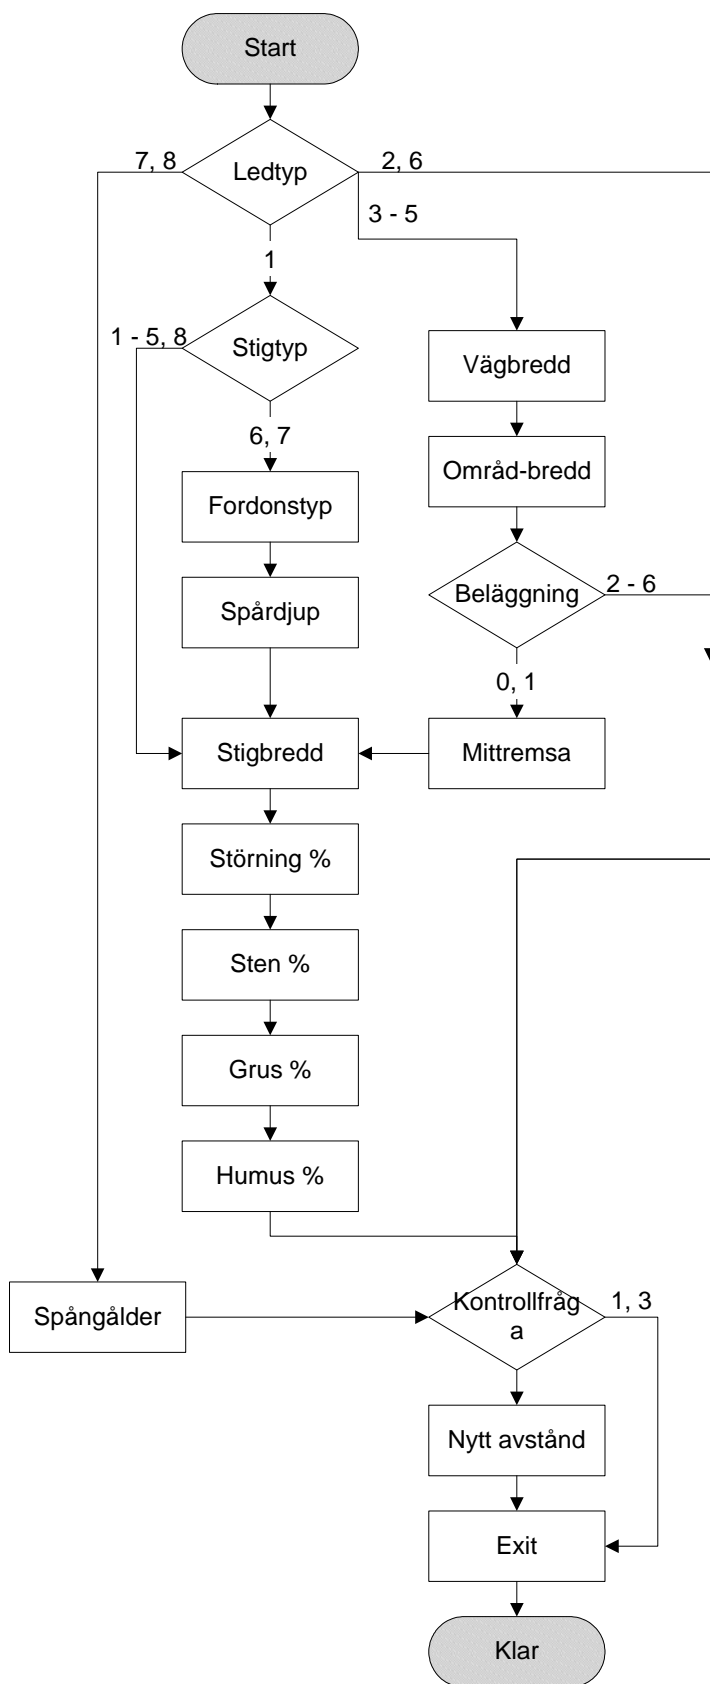 Start
7, 8
Ledtyp
2, 6
3 - 5
1
1 - 5, 8
Stigtyp
Vägbredd
6, 7
Områd-bredd
Fordonstyp
2 - 6
Beläggning
Spårdjup
0, 1
Stigbredd
Mittremsa
Störning %
Sten %
Grus %
Humus %
Spångålder
Kontrollfråg
a
1, 3
Nytt avstånd
Exit
Klar